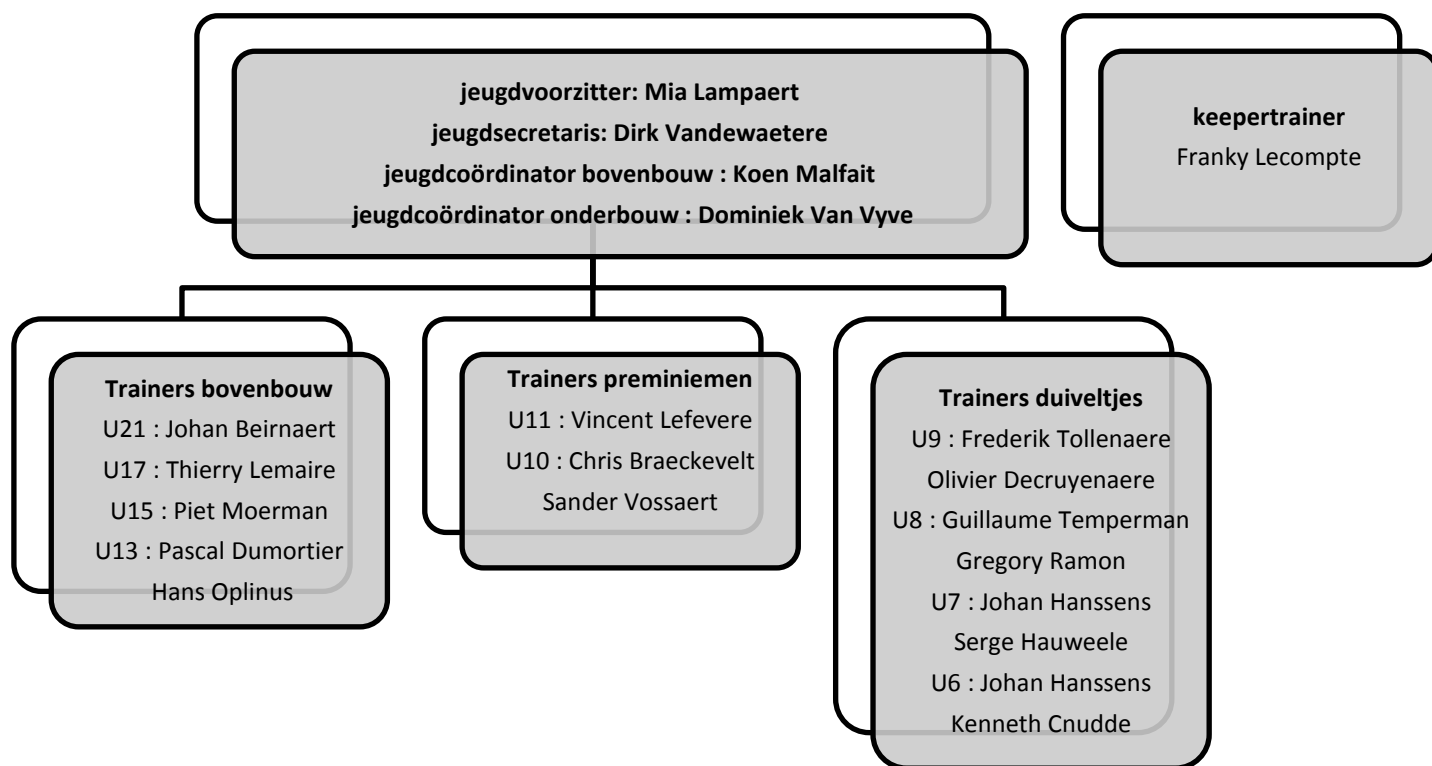 jeugdvoorzitter: Mia Lampaert
jeugdsecretaris: Dirk Vandewaetere
jeugdcoördinator bovenbouw : Koen Malfait
jeugdcoördinator onderbouw : Dominiek Van Vyve
keepertrainer
Franky Lecompte
Trainers bovenbouw
U21 : Johan Beirnaert
U17 : Thierry Lemaire
U15 : Piet Moerman
U13 : Pascal Dumortier
Hans Oplinus
Trainers preminiemen
U11 : Vincent Lefevere
U10 : Chris Braeckevelt
Sander Vossaert
Trainers duiveltjes
U9 : Frederik Tollenaere
Olivier Decruyenaere
U8 : Guillaume Temperman
Gregory Ramon
U7 : Johan Hanssens
Serge Hauweele
U6 : Johan Hanssens
Kenneth Cnudde